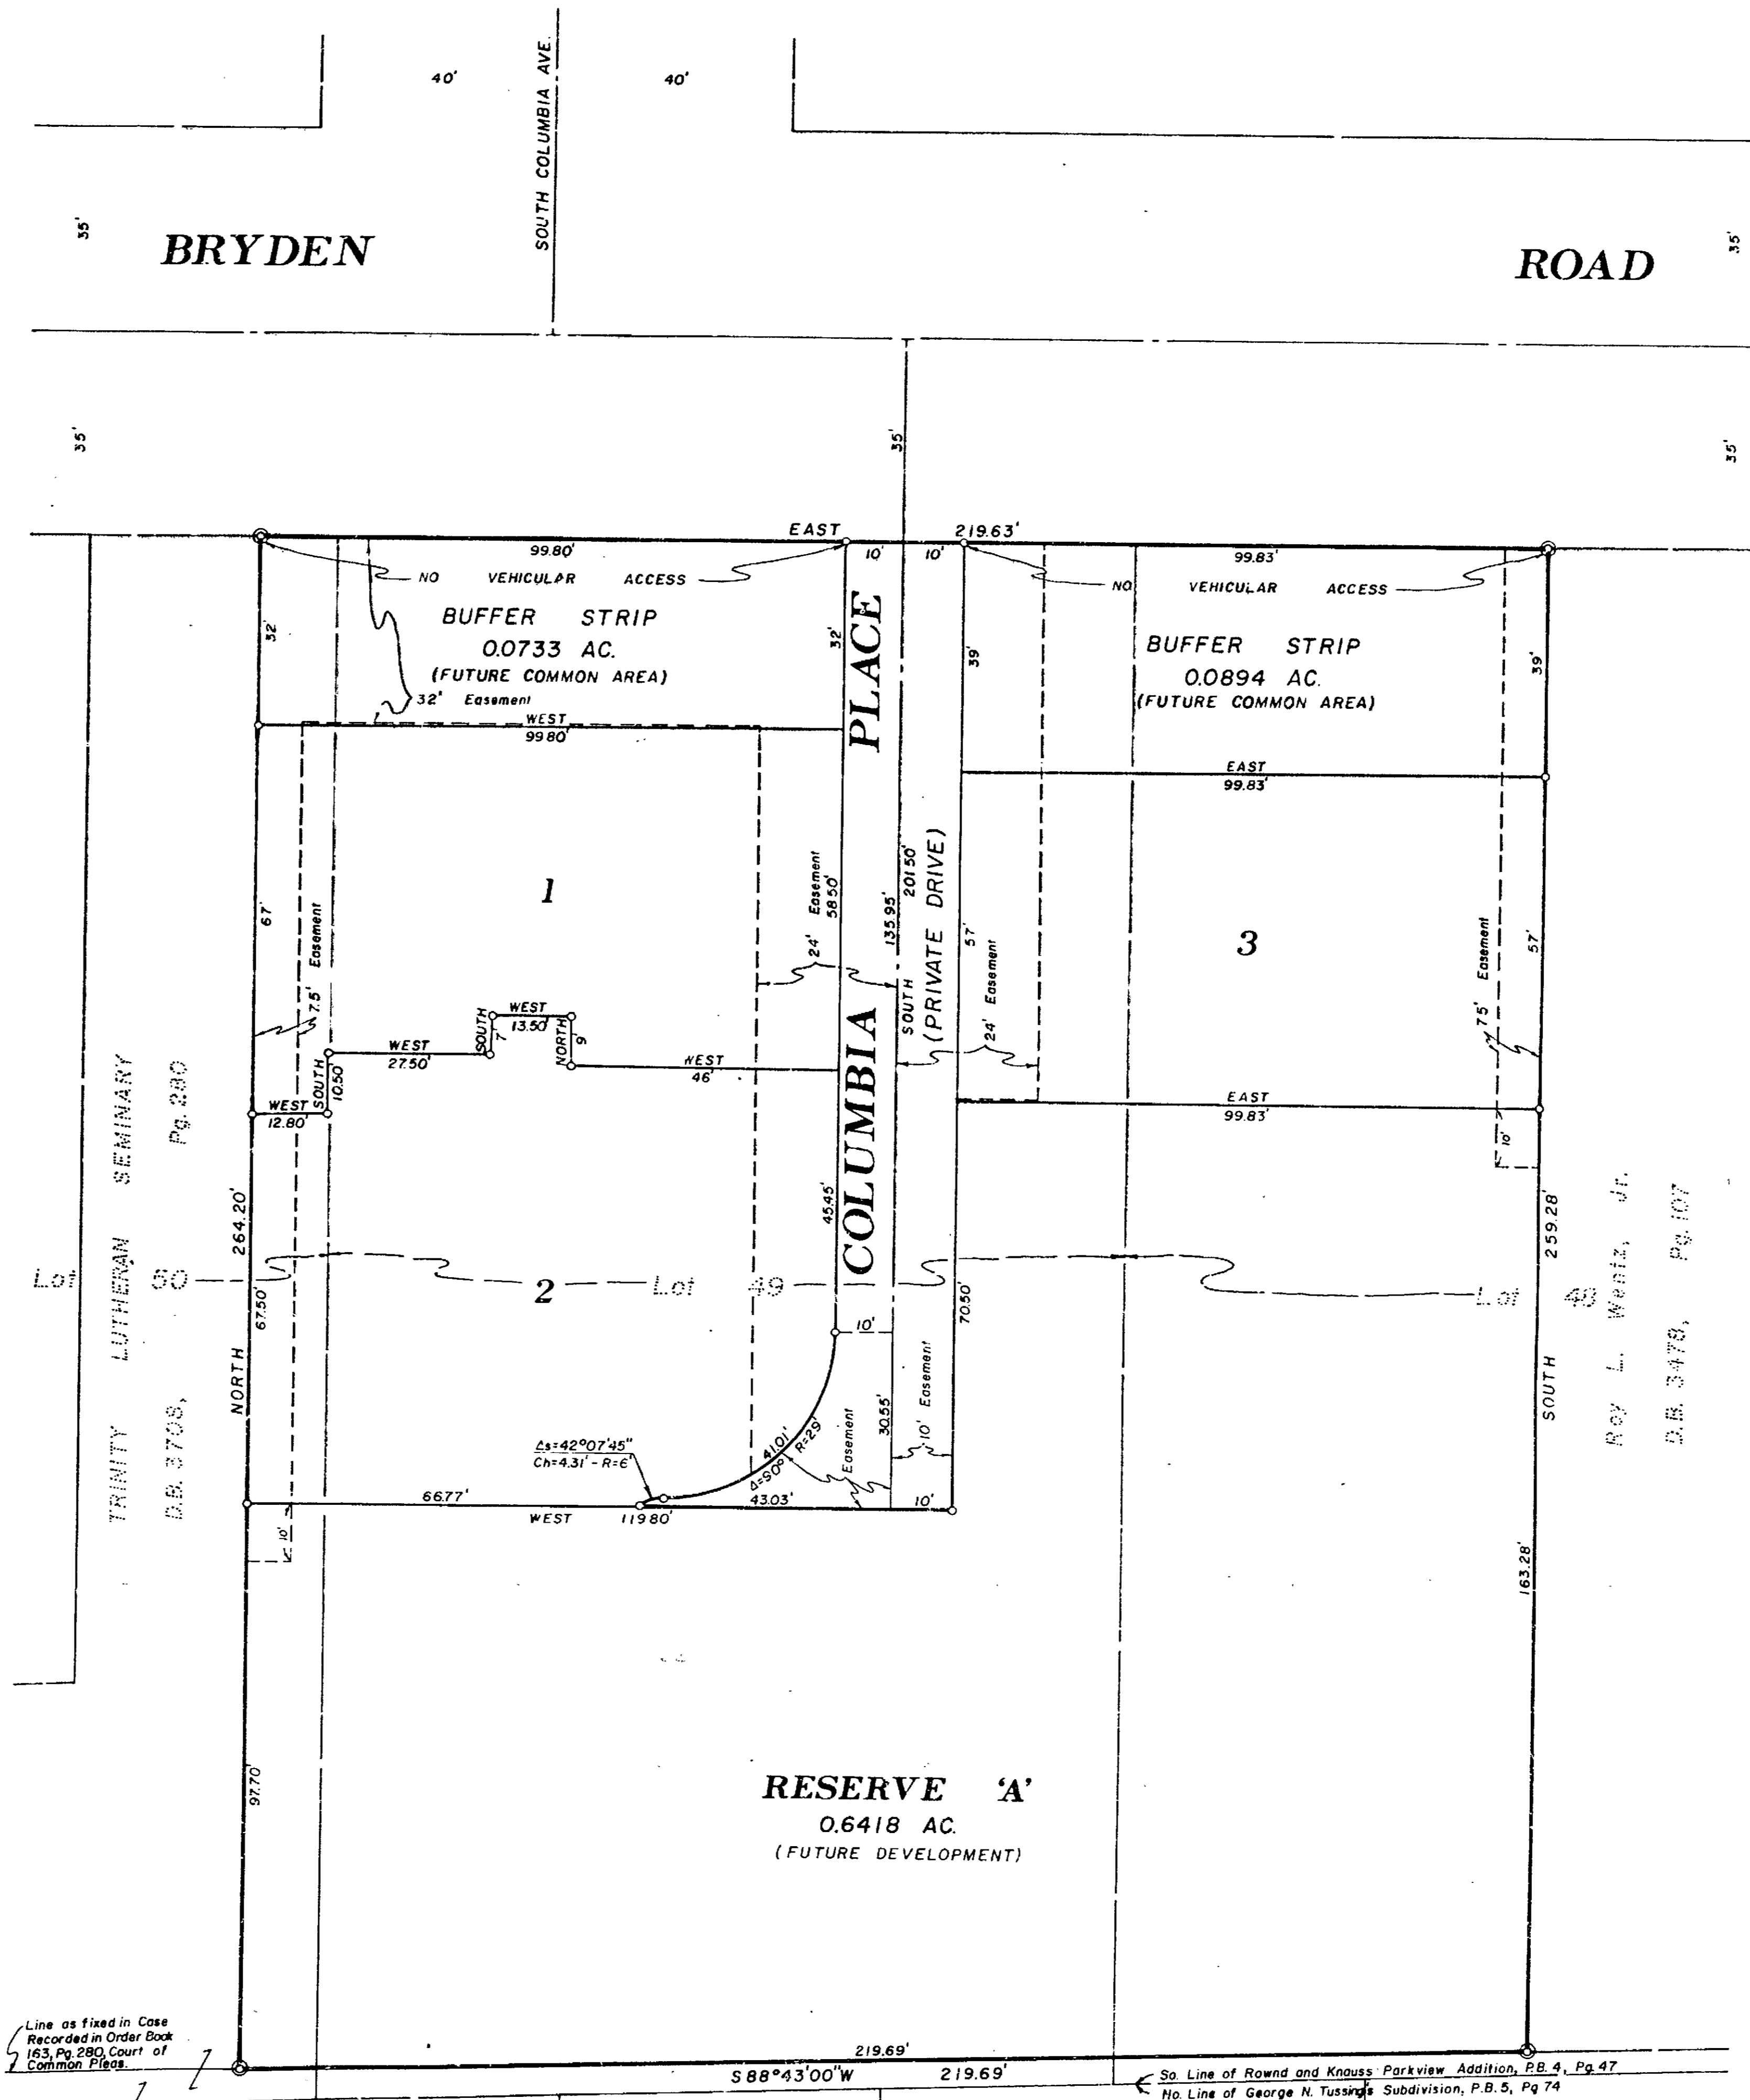 40'
SOUTH COLUMBIA AVE.
40'
35'
BRYDEN
ROAD
35'
35'
35'
35'
EAST
219.63'
99.80'
10'
10'
99.83'
NO VEHICULAR ACCESS
NO VEHICULAR ACCESS
BUFFER STRIP
0.0733 AC.
(FUTURE COMMON AREA)
32'
32'
32' Easement
BUFFER STRIP
0.0894 AC.
(FUTURE COMMON AREA)
39'
39'
WEST
99.80'
EAST
99.83'
COLUMBIA PLACE
(PRIVATE DRIVE)
SOUTH 201.50'
135.95'
1
67'
7.5' Easement
24' Easement
58.50'
57'
24' Easement
3
7.5' Easement
57'
WEST
13.50'
SOUTH
7'
NORTH
9'
WEST
27.50'
WEST
46'
SOUTH
10.50'
WEST
12.80'
EAST
99.83'
10'
TRINITY LUTHERAN SEMINARY
D.B. 3708, Pg. 280
264.20'
NORTH
45.45'
259.28'
SOUTH
Roy L. Wentz, Jr.
D.B. 3478, Pg. 107
Lot 50
2
Lot 49
Lot 48
67.50'
70.50'
10'
30.55'
10' Easement
Easement
Δs=42°07'45"
Ch=4.31' - R=6'
41.01'
R=29'
Δ=90°
66.77'
43.03'
10'
WEST 119.80'
10'
163.28'
97.70'
RESERVE 'A'
0.6418 AC.
(FUTURE DEVELOPMENT)
Line as fixed in Case
Recorded in Order Book
163, Pg. 280, Court of
Common Pleas.
219.69'
S 88°43'00"W 219.69'
So. Line of Rownd and Knauss Parkview Addition, P.B. 4, Pg. 47
No. Line of George N. Tussing's Subdivision, P.B. 5, Pg 74